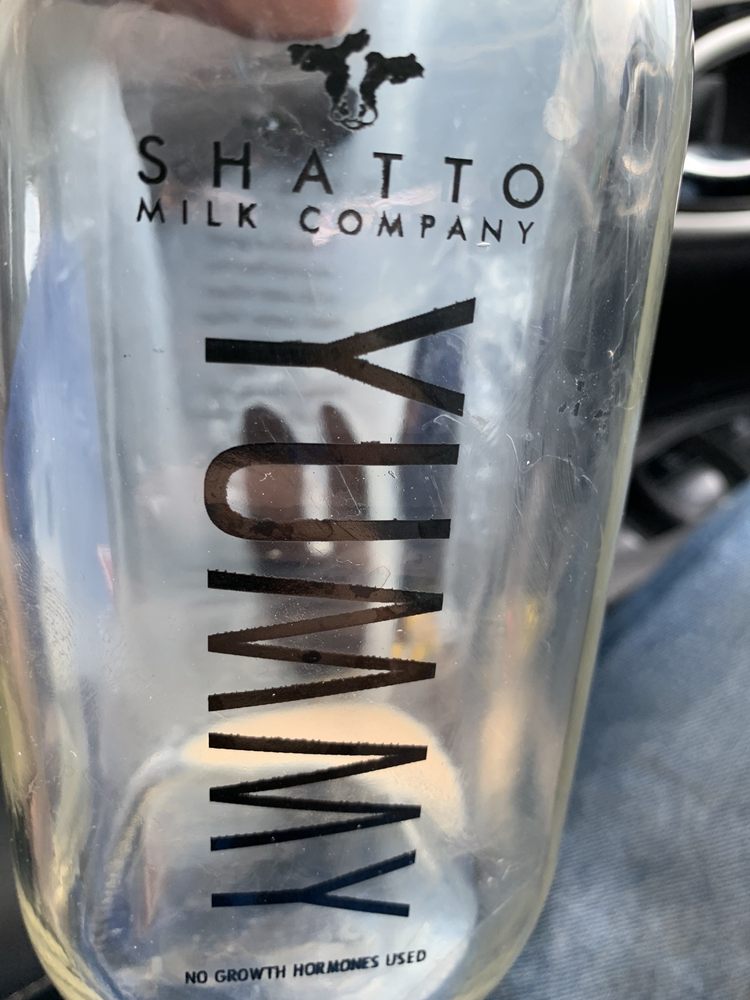 SHATTO
MILK COMPANY
YUMMY
NO GROWTH HORMONES USED